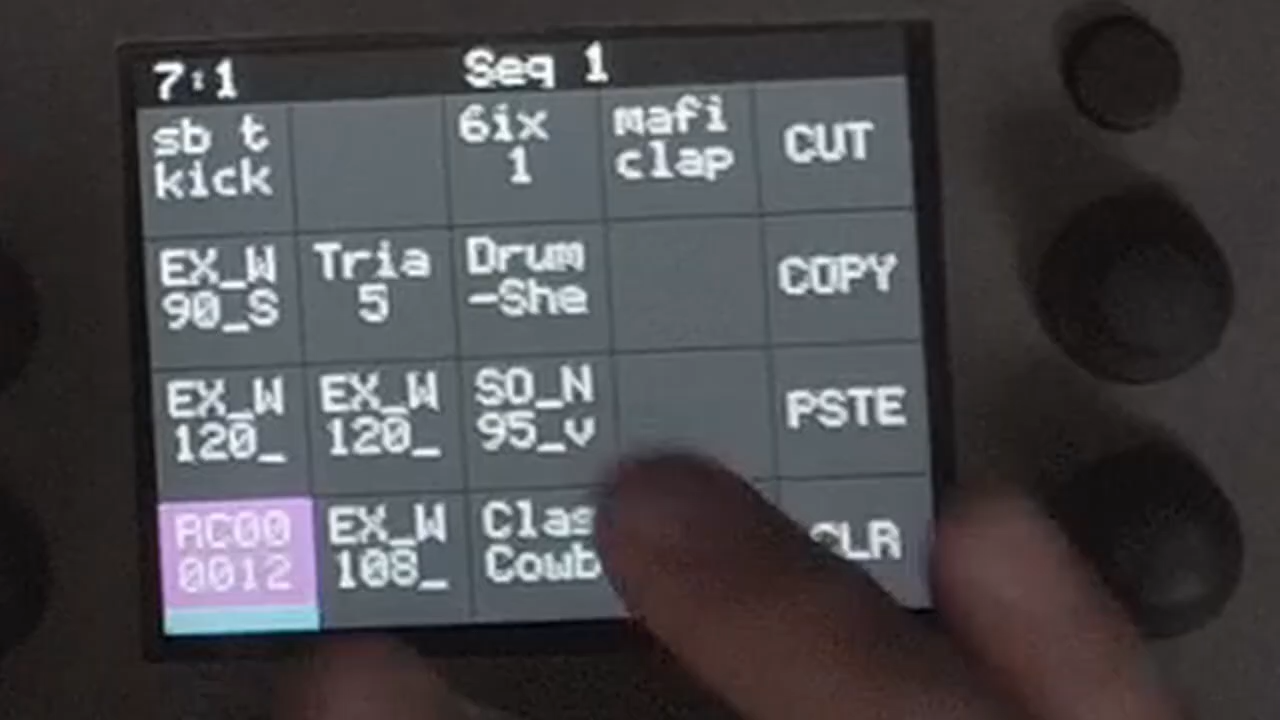 7:1 Seq 1
sb t
kick
6ix
1
mafi
clap
CUT
EX_W
90_S
Tria
5
Drum
-She
COPY
EX_W
120_
EX_W
120_
SO_N
95_v
PSTE
RC00
0012
EX_W
108_
Clas
Cowb
CLR